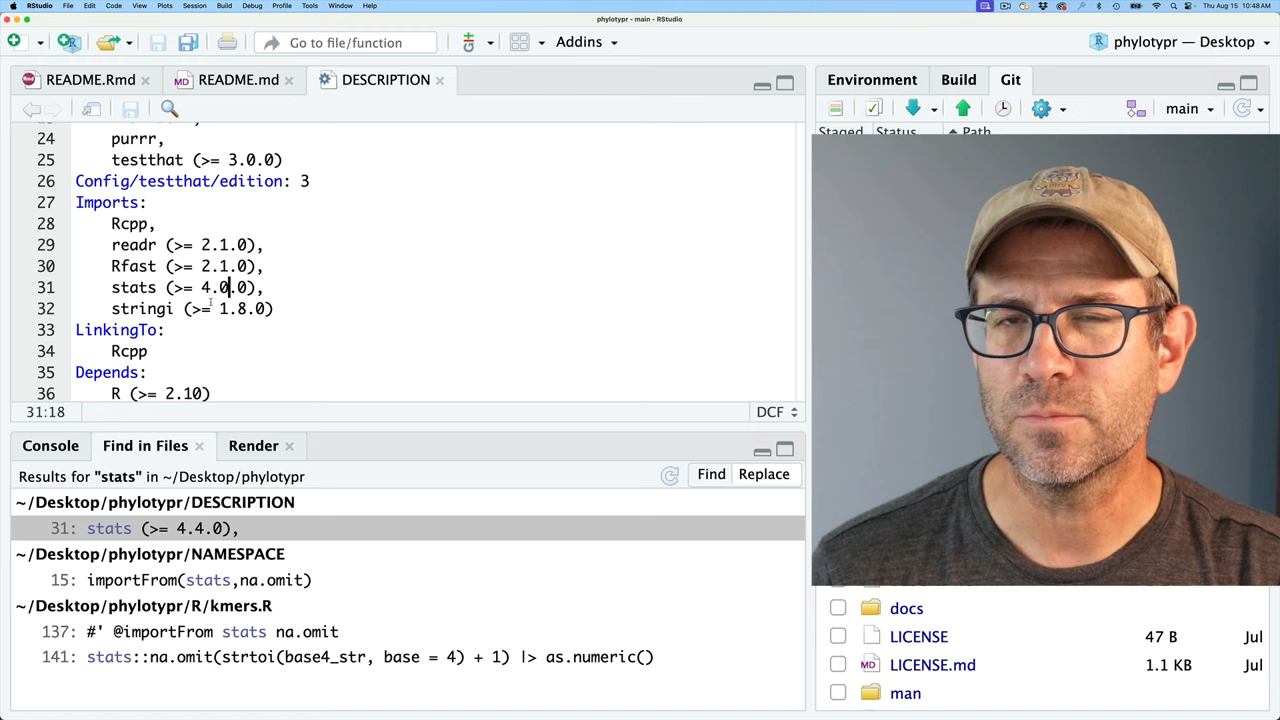 RStudio File Edit Code View Plots Session Build Debug Profile Tools Window Help Thu Aug 15 10:48 AM
phylotypr - main - RStudio
Go to file/function Addins phylotypr — Desktop
README.Rmd README.md DESCRIPTION
Environment Build Git
main
Staged Status Path
24 purrr,
25 testthat (>= 3.0.0)
26 Config/testthat/edition: 3
27 Imports:
28 Rcpp,
29 readr (>= 2.1.0),
30 Rfast (>= 2.1.0),
31 stats (>= 4.0.0),
32 stringi (>= 1.8.0)
33 LinkingTo:
34 Rcpp
35 Depends:
36 R (>= 2.10)
31:18 DCF
Console Find in Files Render
Results for "stats" in ~/Desktop/phylotypr Find Replace
~/Desktop/phylotypr/DESCRIPTION
31: stats (>= 4.4.0),
~/Desktop/phylotypr/NAMESPACE
15: importFrom(stats,na.omit)
~/Desktop/phylotypr/R/kmers.R
137: #' @importFrom stats na.omit
141: stats::na.omit(strtoi(base4_str, base = 4) + 1) |> as.numeric()
docs
LICENSE 47 B Jul
LICENSE.md 1.1 KB Jul
man